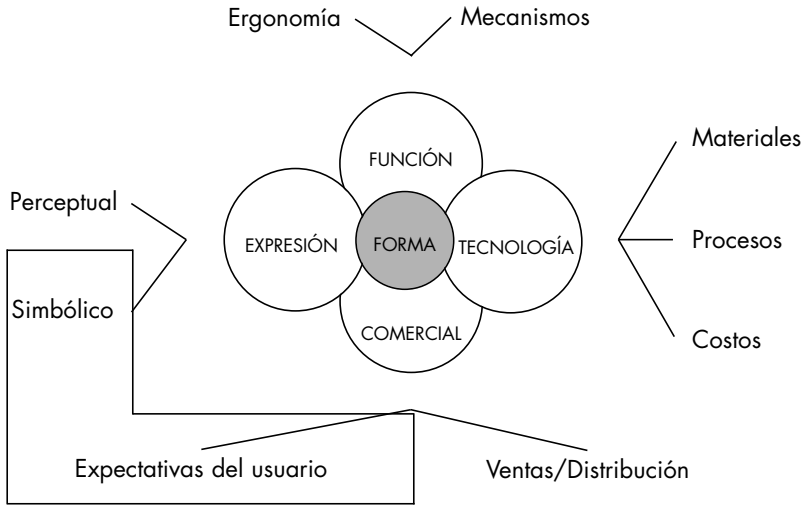 Ergonomía
Mecanismos
FUNCIÓN
Materiales
Perceptual
EXPRESIÓN
FORMA
TECNOLOGÍA
Procesos
Simbólico
COMERCIAL
Costos
Expectativas del usuario
Ventas/Distribución